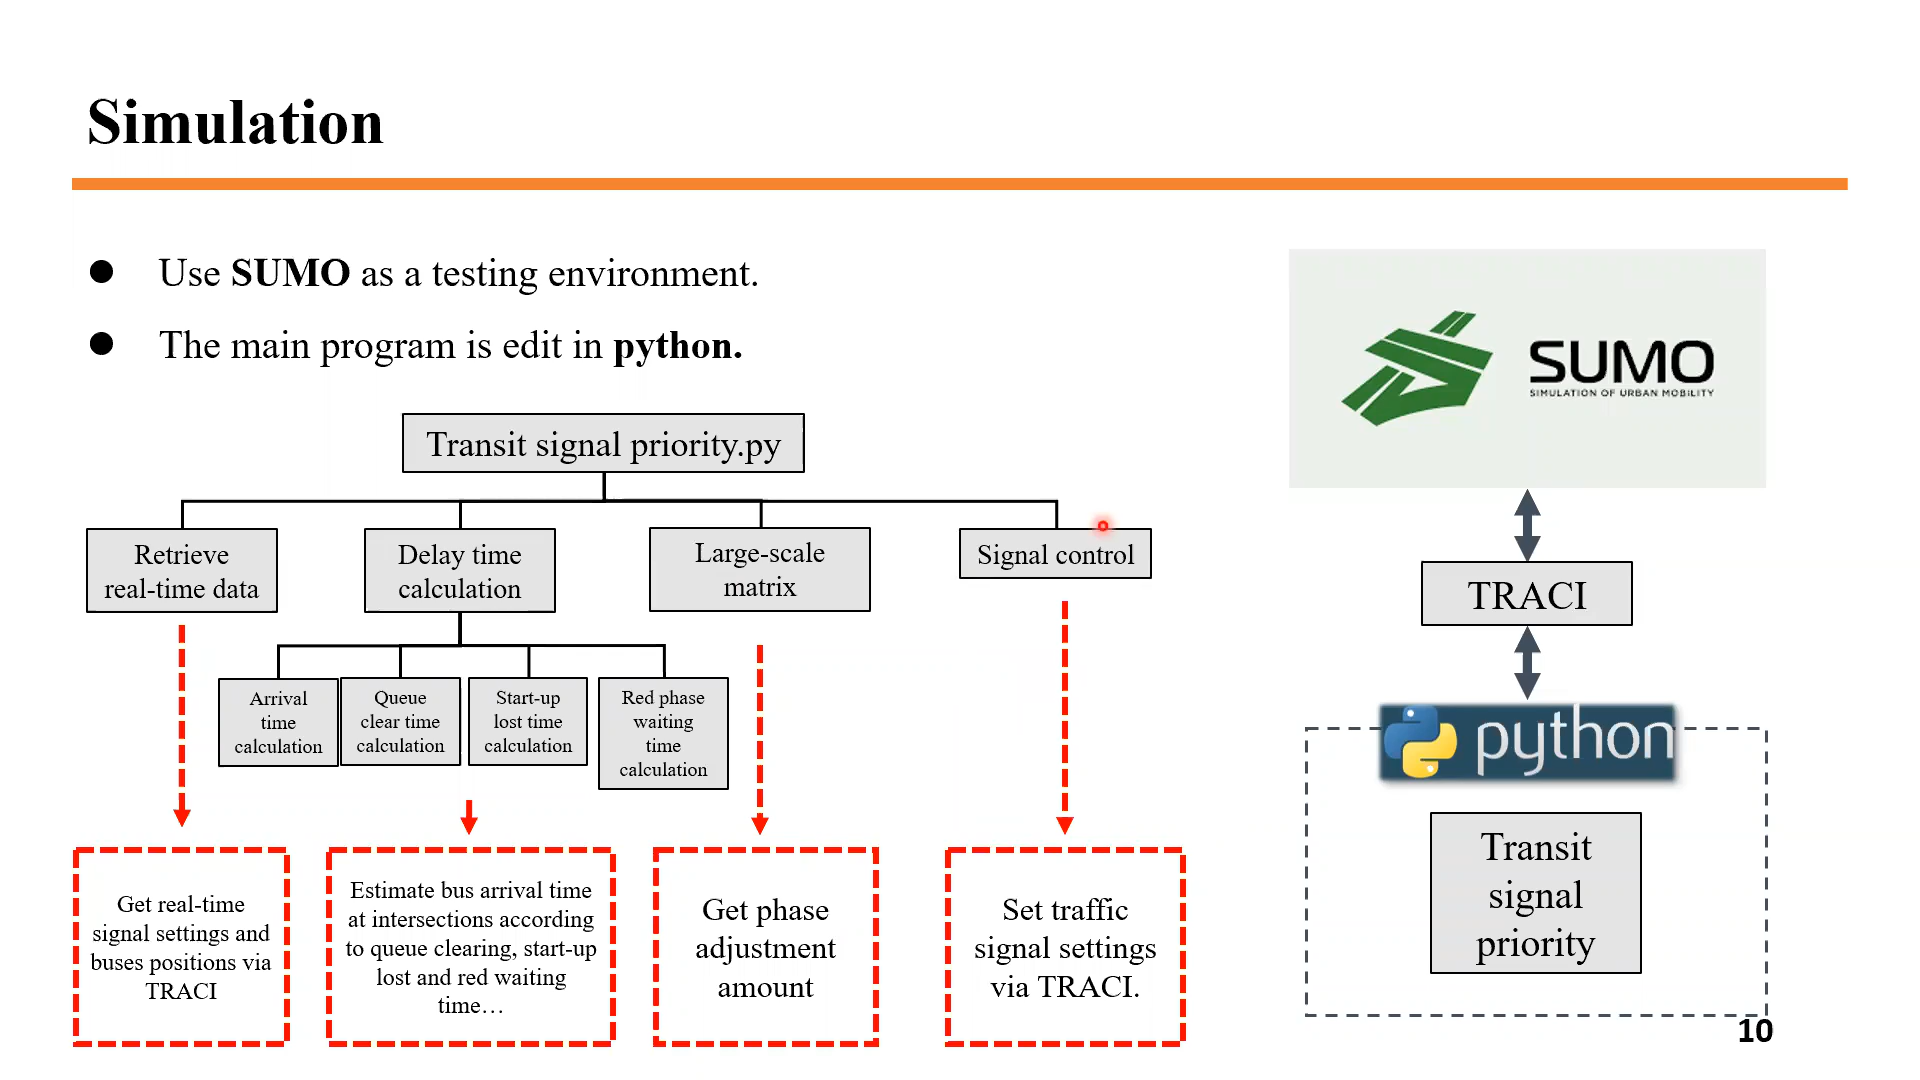 Simulation
Use SUMO as a testing environment.
The main program is edit in python.
Transit signal priority.py
Retrieve
real-time data
Delay time
calculation
Large-scale
matrix
Signal control
Arrival
time
calculation
Queue
clear time
calculation
Start-up
lost time
calculation
Red phase
waiting
time
calculation
Get real-time
signal settings and
buses positions via
TRACI
Estimate bus arrival time
at intersections according
to queue clearing, start-up
lost and red waiting
time…
Get phase
adjustment
amount
Set traffic
signal settings
via TRACI.
SUMO
SIMULATION OF URBAN MOBILITY
TRACI
python
Transit
signal
priority
10